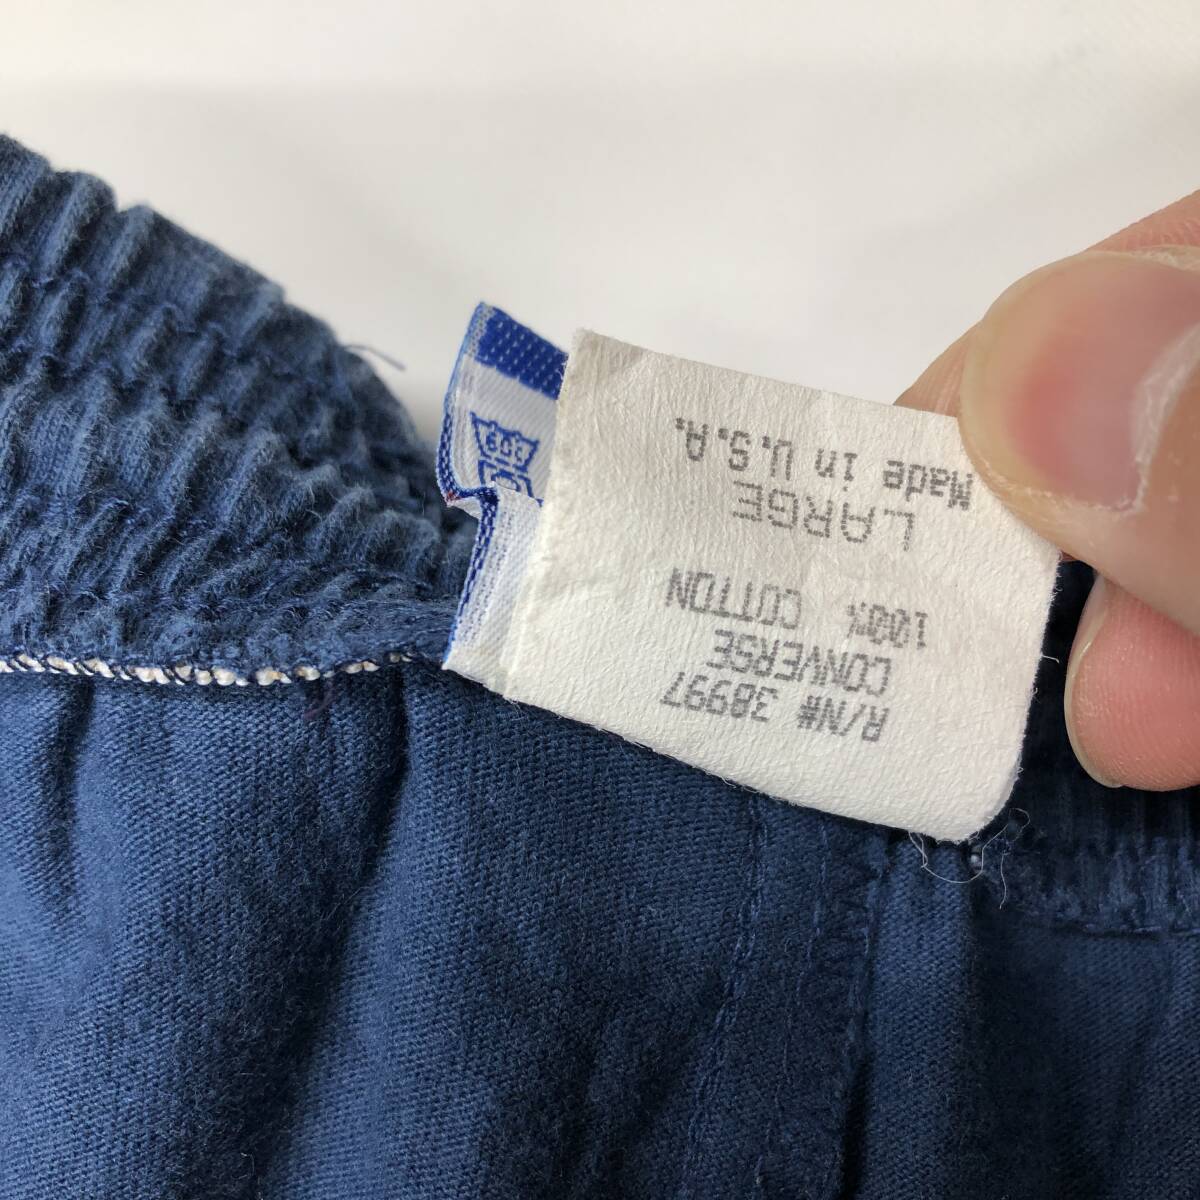 R/N# 38997
CONVERSE
100% COTTON
LARGE
Made in U.S.A.